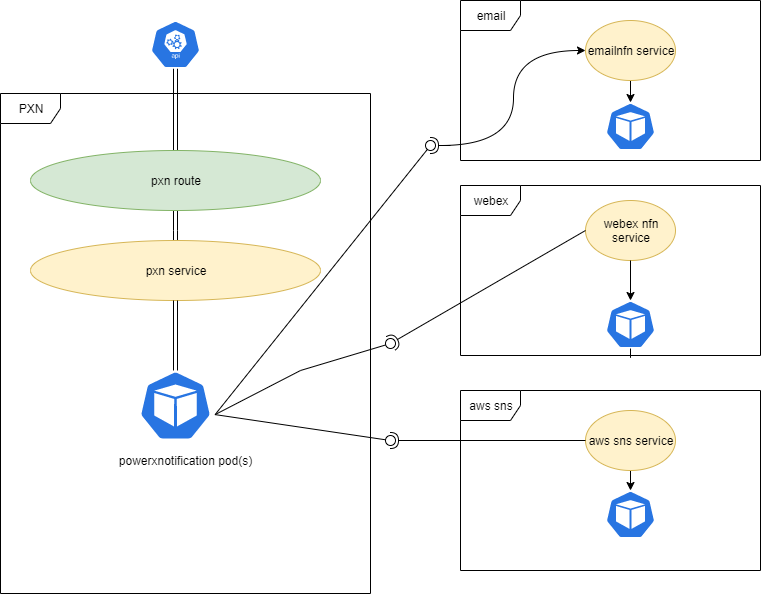 api
PXN
pxn route
pxn service
powerxnotification pod(s)
email
emailnfn service
webex
webex nfn
service
aws sns
aws sns service